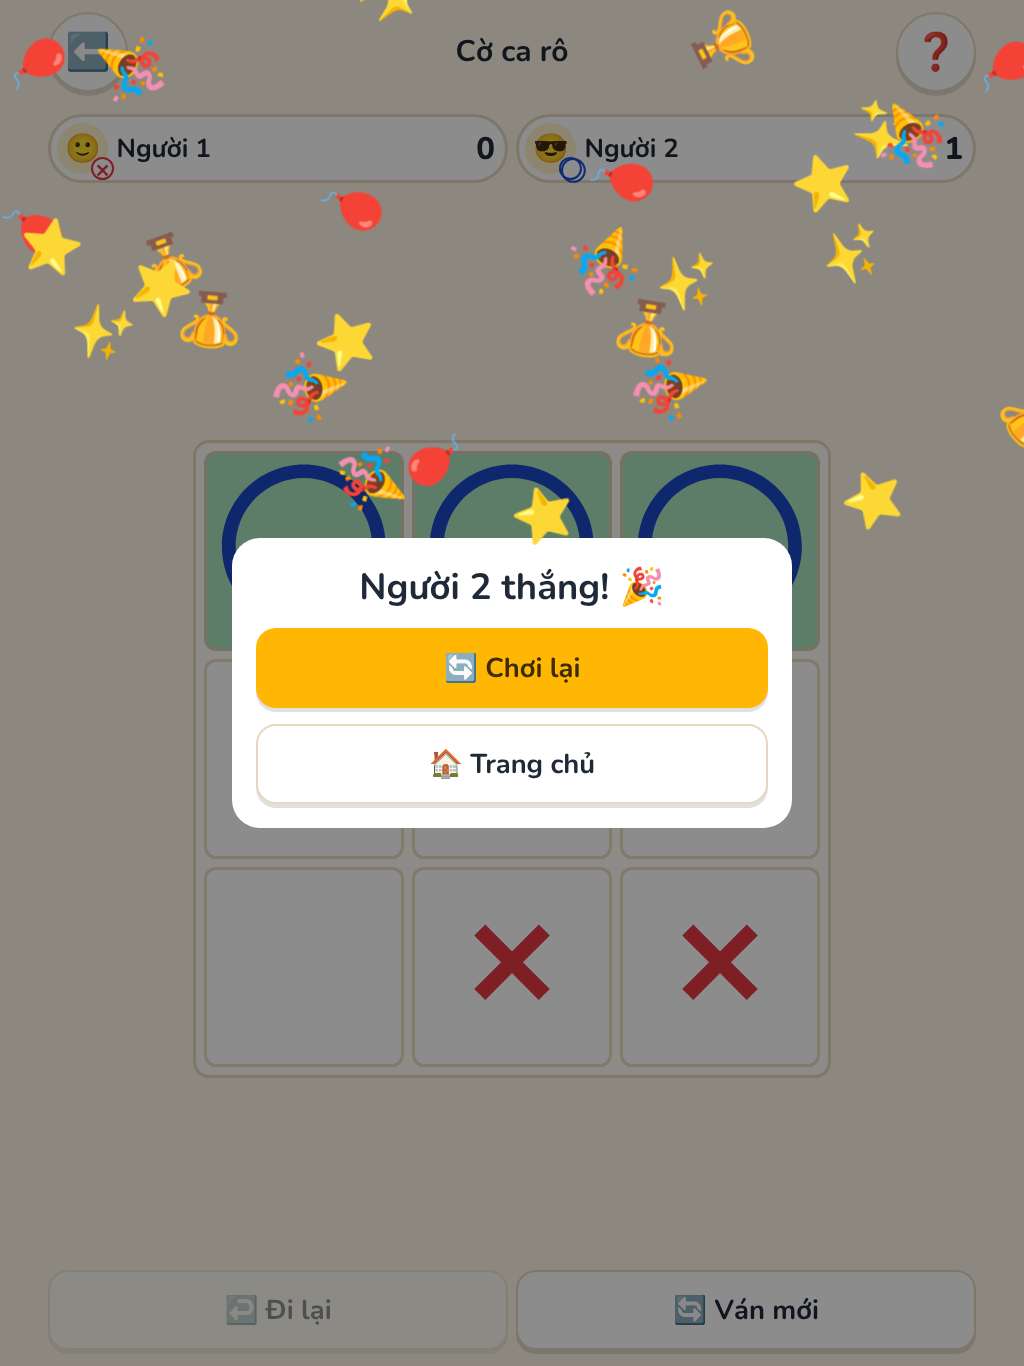 Cờ ca rô
Người 1
0
Người 2
1
Người 2 thắng!
Chơi lại
Trang chủ
Đi lại
Ván mới